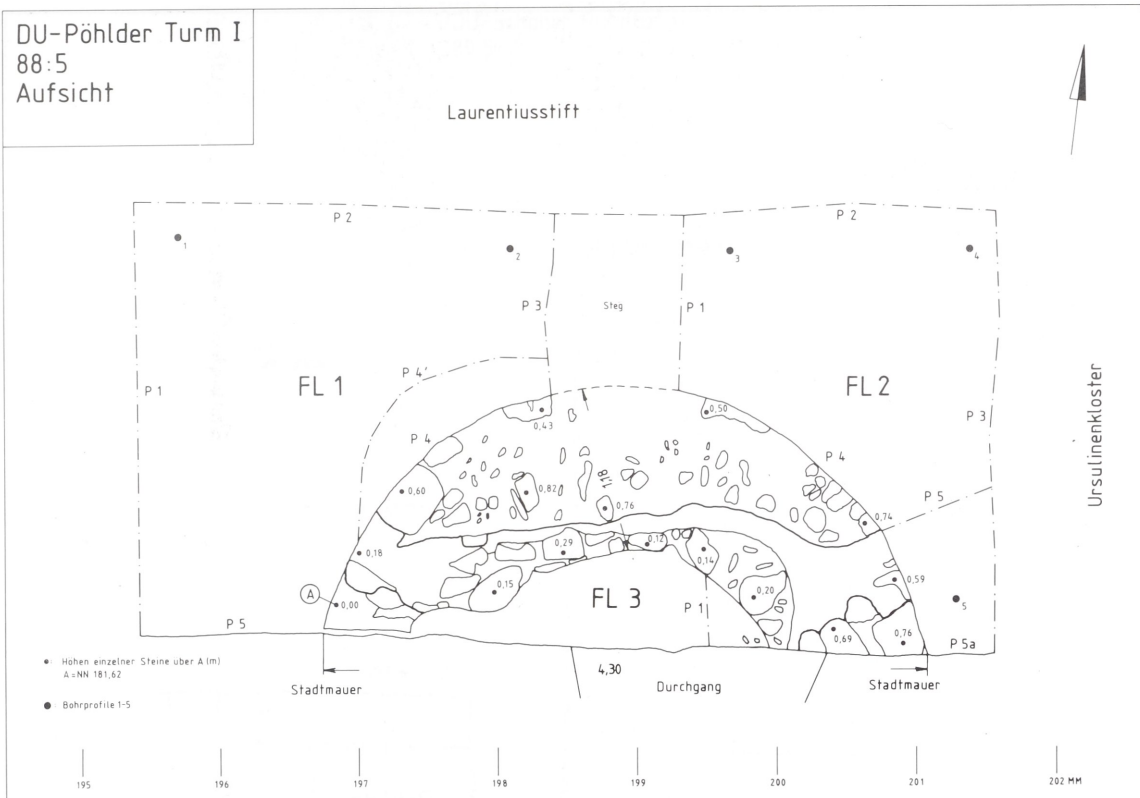 DU-Pöhlder Turm I
88:5
Aufsicht
Laurentiusstift
P 2
P 2
1
2
3
4
P 3
Steg
P 1
P 4'
P 1
FL 1
FL 2
P 3
Ursulinenkloster
0,43
0,50
P 4
P 4
0,60
0,82
1,18
0,76
P 5
0,74
0,18
0,29
0,12
0,14
0,59
A
0,00
0,15
FL 3
P 1
0,20
5
P 5
0,69
0,76
P 5a
Höhen einzelner Steine über A (m)
A = NN 181,62
4,30
Stadtmauer
Durchgang
Stadtmauer
Bohrprofile 1-5
195
196
197
198
199
200
201
202 MM